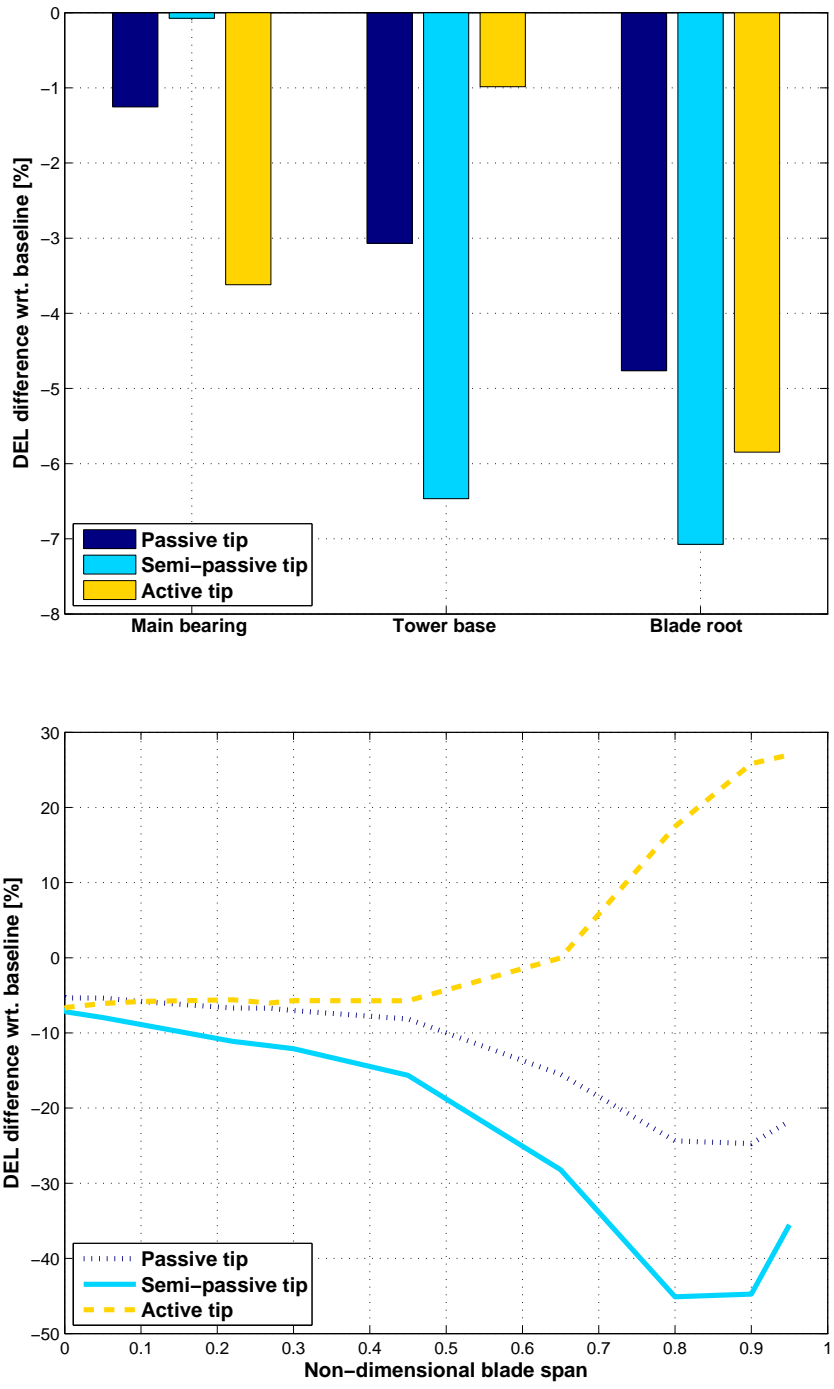 0
−1
−2
−3
−4
−5
−6
−7
−8
DEL difference wrt. baseline [%]
Passive tip
Semi−passive tip
Active tip
Main bearing Tower base Blade root
30
20
10
0
−10
−20
−30
−40
−50
DEL difference wrt. baseline [%]
Passive tip
Semi−passive tip
Active tip
0 0.1 0.2 0.3 0.4 0.5 0.6 0.7 0.8 0.9 1
Non−dimensional blade span